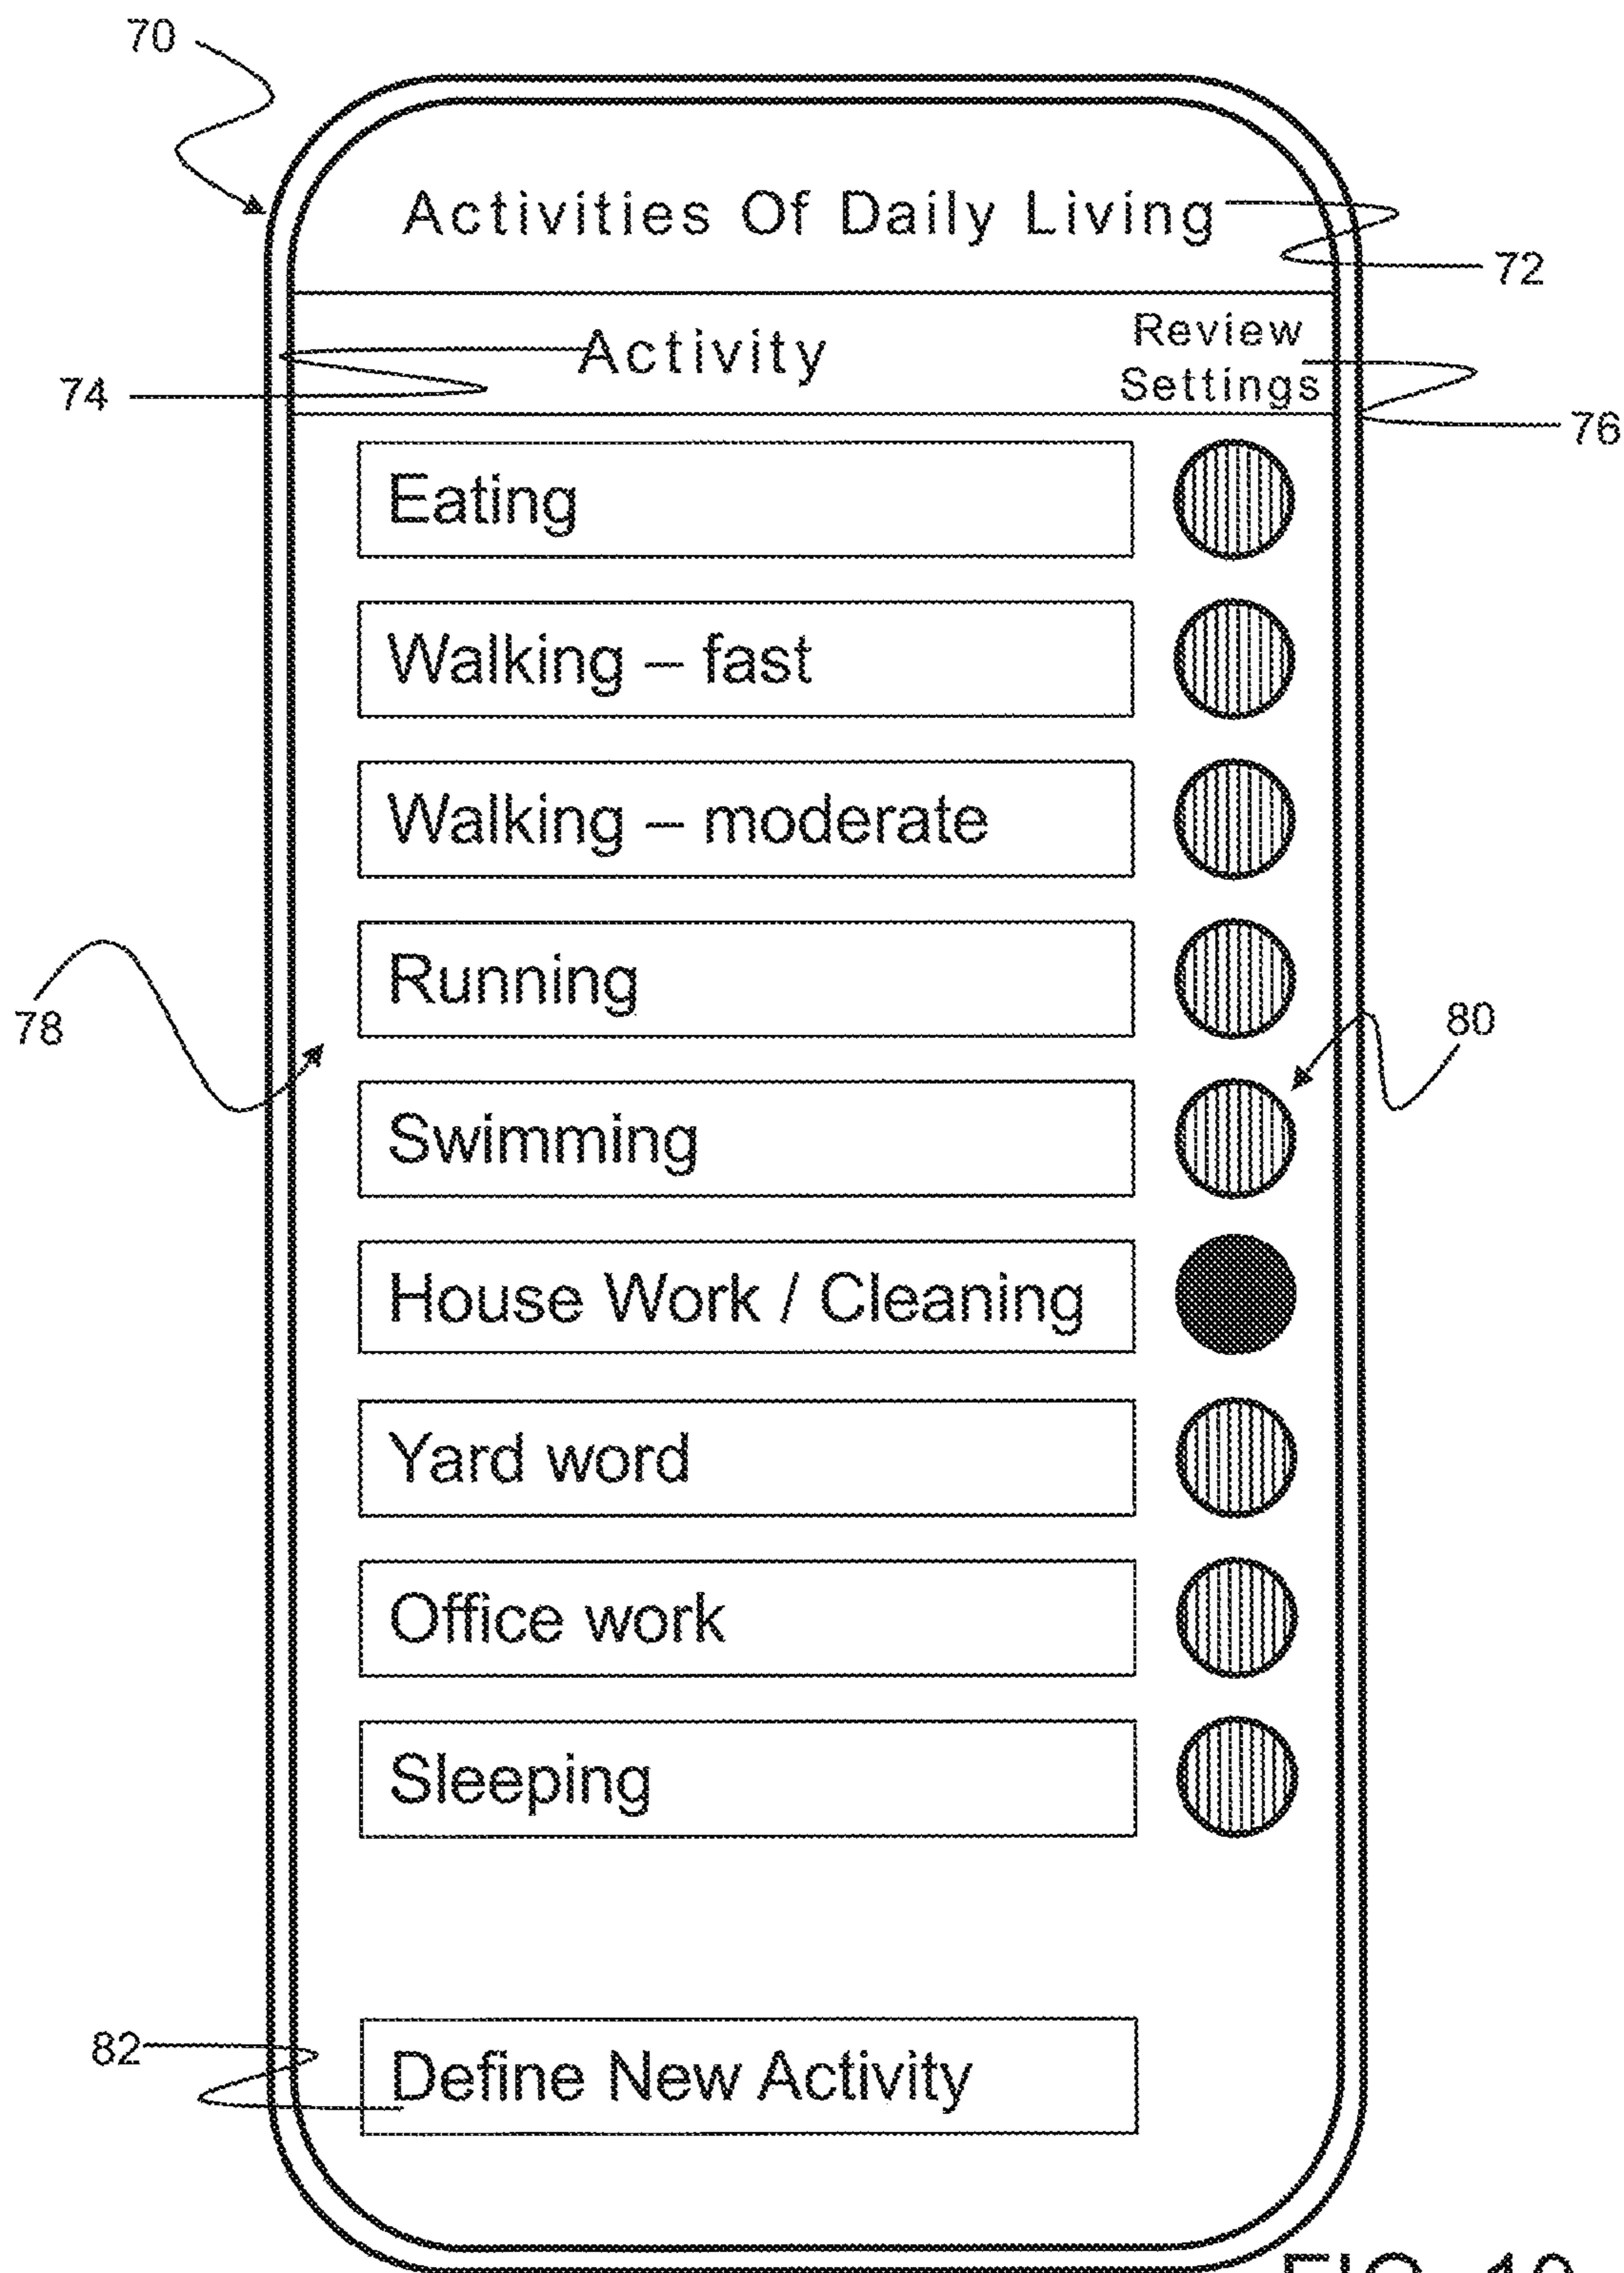 70
Activities Of Daily Living
72
Activity
Review
Settings
74
76
Eating
Walking – fast
Walking – moderate
Running
78
80
Swimming
House Work / Cleaning
Yard word
Office work
Sleeping
82
Define New Activity